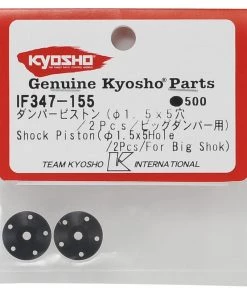 KYOSHO
Genuine Kyosho Parts
IF347-155 ●500
ダンパーピストン(φ1.5×5穴
/2Pcs/ビッグダンパー用)
Shock Piston(φ1.5x5Hole
/2Pcs/For Big Shok)
TEAM KYOSHO K INTERNATIONAL